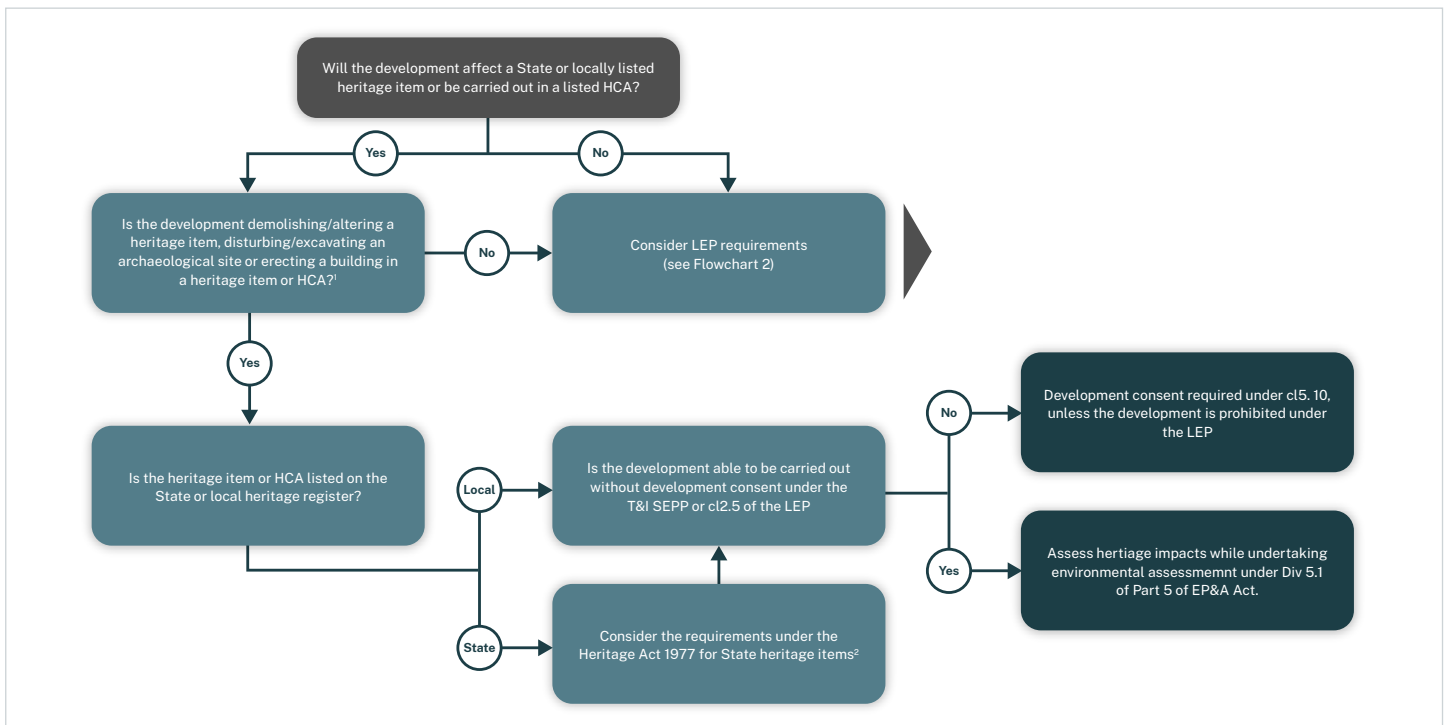 Will the development affect a State or locally listed
heritage item or be carried out in a listed HCA?
Yes
No
Is the development demolishing/altering a
heritage item, disturbing/excavating an
archaeological site or erecting a building in
a heritage item or HCA?¹
No
Consider LEP requirements
(see Flowchart 2)
Yes
Is the heritage item or HCA listed on the
State or local heritage register?
Local
State
Is the development able to be carried out
without development consent under the
T&I SEPP or cl2.5 of the LEP
Consider the requirements under the
Heritage Act 1977 for State heritage items²
No
Development consent required under cl5. 10,
unless the development is prohibited under
the LEP
Yes
Assess hertiage impacts while undertaking
environmental assessmemnt under Div 5.1
of Part 5 of EP&A Act.